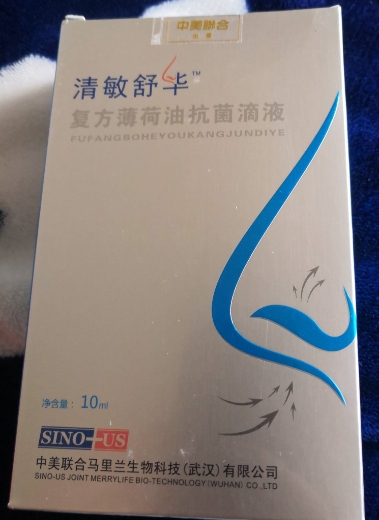 中美聯合
清敏舒毕™
复方薄荷油抗菌滴液
FUFANGBOHEYOUKANGJUNDIYE
净含量: 10ml
SINO-US
中美联合马里兰生物科技(武汉)有限公司
SINO-US JOINT MERRYLIFE BIO-TECHNOLOGY(WUHAN) CO.,LTD